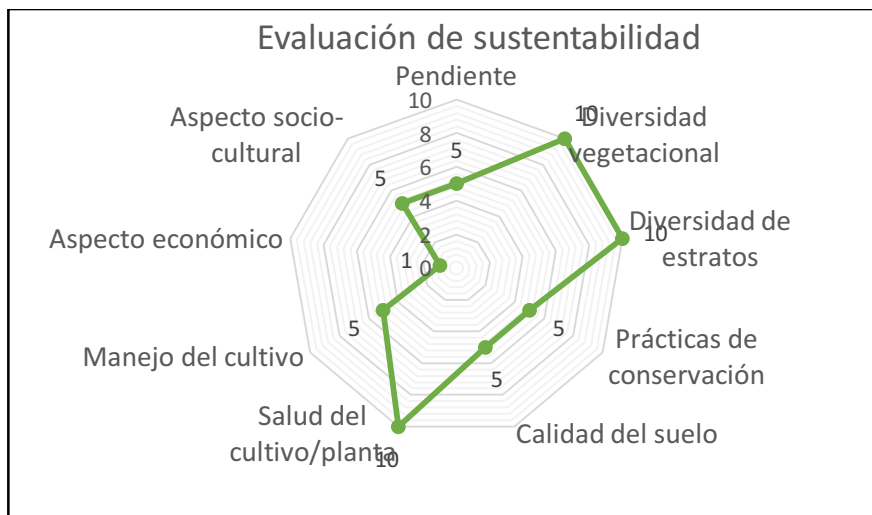 Evaluación de sustentabilidad
Pendiente
10
8
6
4
2
0
5
10
Diversidad
vegetacional
10
Diversidad de
estratos
5
Prácticas de
conservación
5
Calidad del suelo
10
Salud del
cultivo/planta
5
Manejo del cultivo
1
Aspecto económico
5
Aspecto socio-
cultural